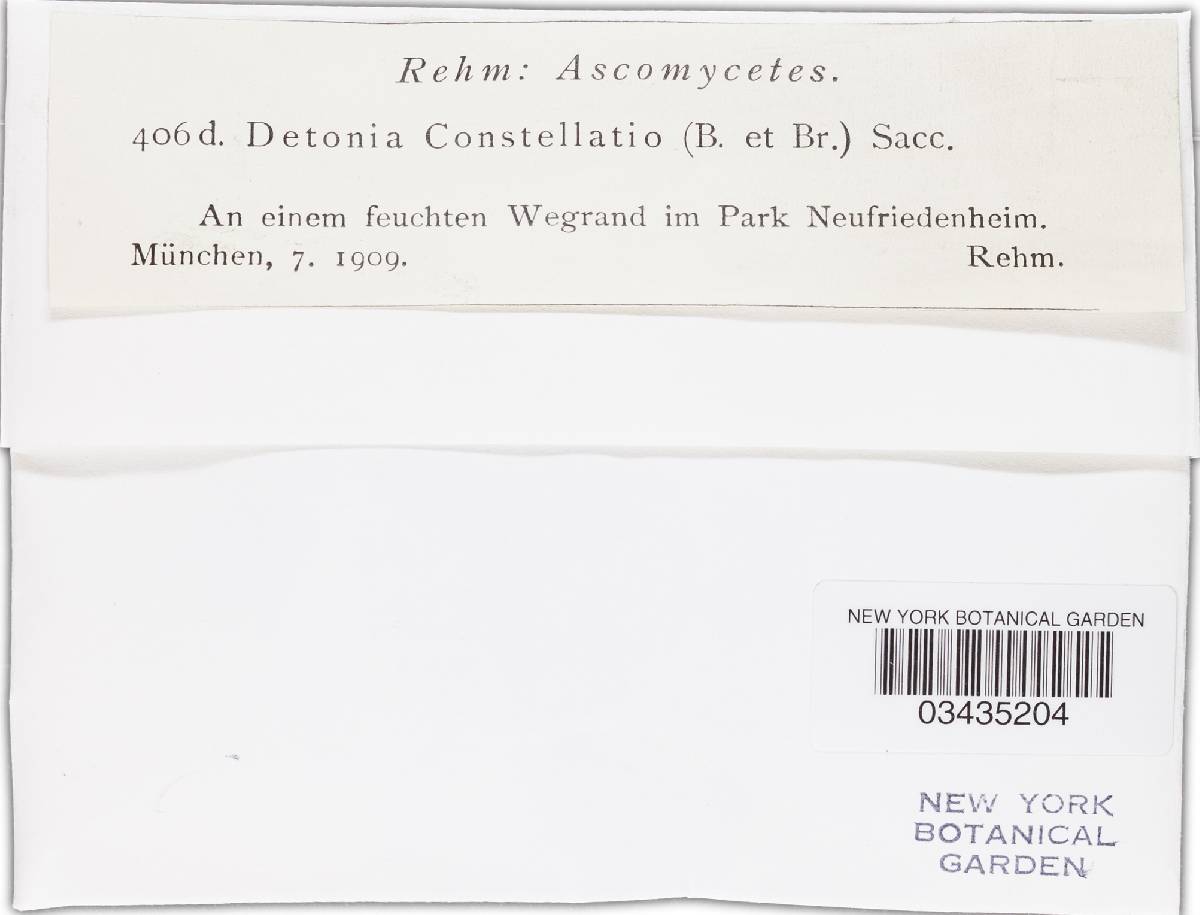 Rehm: Ascomycetes.
406d. Detonia Constellatio (B. et Br.) Sacc.
An einem feuchten Wegrand im Park Neufriedenheim.
München, 7. 1909. Rehm.
NEW YORK BOTANICAL GARDEN
03435204
NEW YORK
BOTANICAL
GARDEN